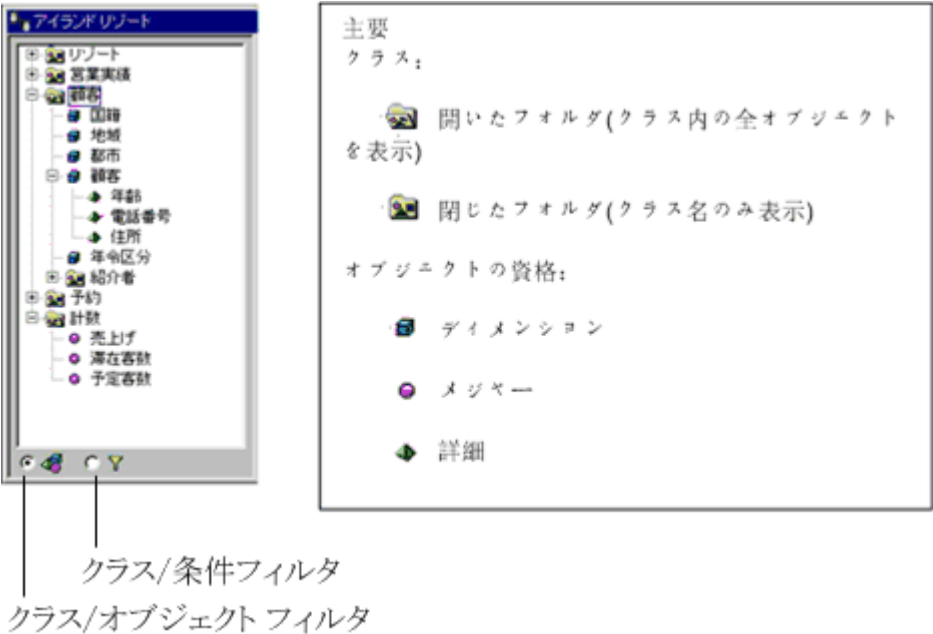 アイランド リゾート
リゾート
営業実績
顧客
国籍
地域
都市
顧客
年齢
電話番号
住所
年令区分
紹介者
予約
計数
売上げ
滞在客数
予定客数
クラス/条件フィルタ
クラス/オブジェクト フィルタ
主要
クラス:
開いたフォルダ(クラス内の全オブジェクト
を表示)
閉じたフォルダ(クラス名のみ表示)
オブジェクトの資格:
ディメンション
メジャー
詳細